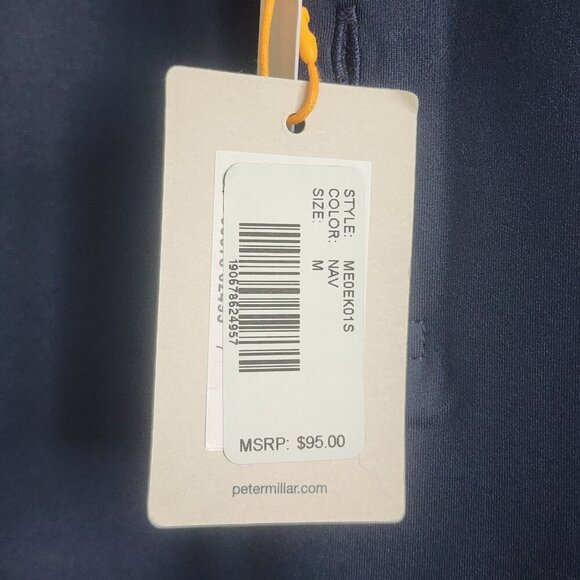 STYLE: ME0EK01S
COLOR: NAV
SIZE: M
190678624957
MSRP: $95.00
petermillar.com